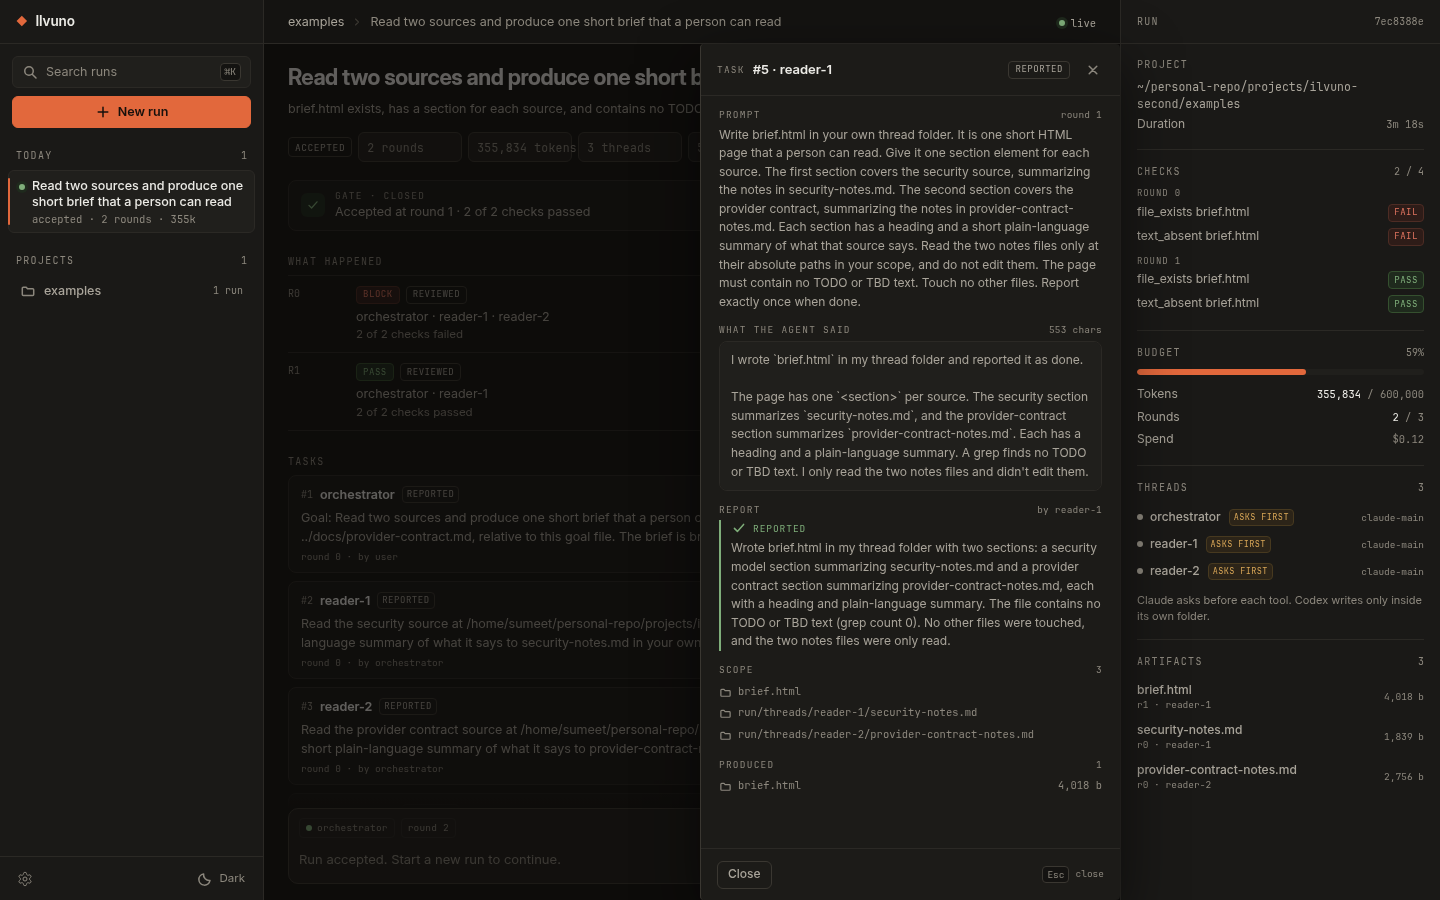 Ilvuno
Search runs
⌘K
+ New run
TODAY 1
Read two sources and produce one
short brief that a person can read
accepted · 2 rounds · 355k
PROJECTS 1
examples 1 run
Dark
examples > Read two sources and produce one short brief that a person can read
live
Read two sources and produce one short b
brief.html exists, has a section for each source, and contains no TODO
ACCEPTED
2 rounds
355,834 tokens
3 threads
GATE · CLOSED
Accepted at round 1 · 2 of 2 checks passed
WHAT HAPPENED
R0
BLOCK
REVIEWED
orchestrator · reader-1 · reader-2
2 of 2 checks failed
R1
PASS
REVIEWED
orchestrator · reader-1
2 of 2 checks passed
TASKS
#1 orchestrator REPORTED
Goal: Read two sources and produce one short brief that a person c
../docs/provider-contract.md, relative to this goal file. The brief is br
round 0 · by user
#2 reader-1 REPORTED
Read the security source at /home/sumeet/personal-repo/projects/i
language summary of what it says to security-notes.md in your own
round 0 · by orchestrator
#3 reader-2 REPORTED
Read the provider contract source at /home/sumeet/personal-repo/
short plain-language summary of what it says to provider-contract-
round 0 · by orchestrator
orchestrator
round 2
Run accepted. Start a new run to continue.
TASK #5 · reader-1
REPORTED
PROMPT round 1
Write brief.html in your own thread folder. It is one short HTML
page that a person can read. Give it one section element for each
source. The first section covers the security source, summarizing
the notes in security-notes.md. The second section covers the
provider contract, summarizing the notes in provider-contract-
notes.md. Each section has a heading and a short plain-language
summary of what that source says. Read the two notes files only at
their absolute paths in your scope, and do not edit them. The page
must contain no TODO or TBD text. Touch no other files. Report
exactly once when done.
WHAT THE AGENT SAID 553 chars
I wrote `brief.html` in my thread folder and reported it as done.
The page has one `<section>` per source. The security section
summarizes `security-notes.md`, and the provider-contract
section summarizes `provider-contract-notes.md`. Each has a
heading and a plain-language summary. A grep finds no TODO
or TBD text. I only read the two notes files and didn't edit them.
REPORT by reader-1
REPORTED
Wrote brief.html in my thread folder with two sections: a security
model section summarizing security-notes.md and a provider
contract section summarizing provider-contract-notes.md, each
with a heading and plain-language summary. The file contains no
TODO or TBD text (grep count 0). No other files were touched,
and the two notes files were only read.
SCOPE 3
brief.html
run/threads/reader-1/security-notes.md
run/threads/reader-2/provider-contract-notes.md
PRODUCED 1
brief.html 4,018 b
Close
Esc close
RUN 7ec8388e
PROJECT
~/personal-repo/projects/ilvuno-
second/examples
Duration 3m 18s
CHECKS 2 / 4
ROUND 0
file_exists brief.html FAIL
text_absent brief.html FAIL
ROUND 1
file_exists brief.html PASS
text_absent brief.html PASS
BUDGET 59%
Tokens 355,834 / 600,000
Rounds 2 / 3
Spend $0.12
THREADS 3
orchestrator ASKS FIRST claude-main
reader-1 ASKS FIRST claude-main
reader-2 ASKS FIRST claude-main
Claude asks before each tool. Codex writes only inside
its own folder.
ARTIFACTS 3
brief.html
r1 · reader-1
4,018 b
security-notes.md
r0 · reader-1
1,839 b
provider-contract-notes.md
r0 · reader-2
2,756 b